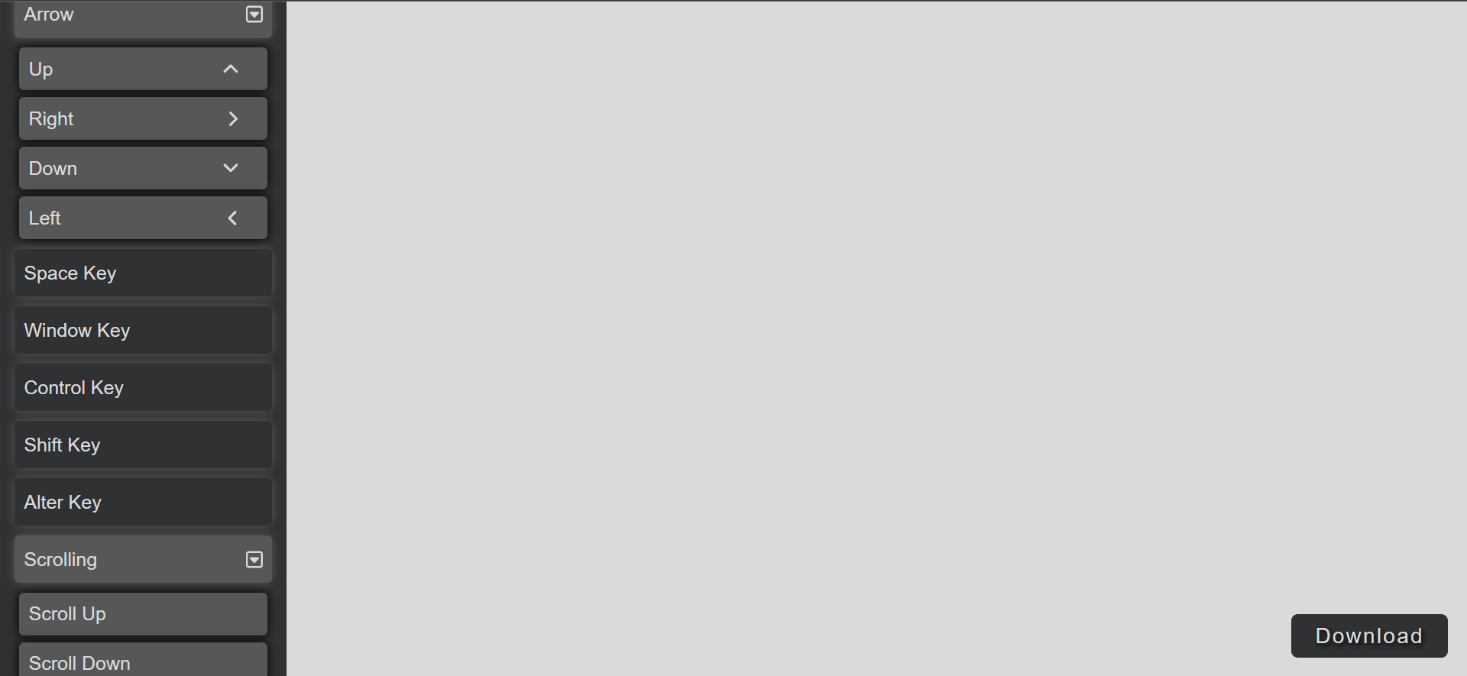 Arrow
Up
Right
Down
Left
Space Key
Window Key
Control Key
Shift Key
Alter Key
Scrolling
Scroll Up
Scroll Down
Download